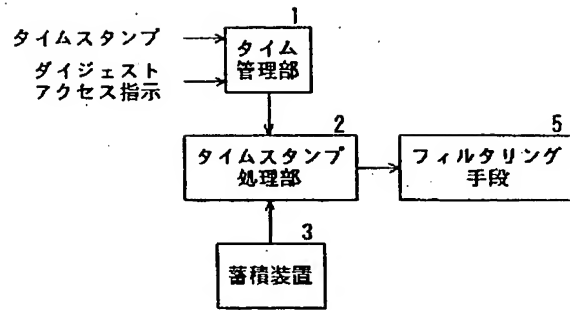 1
タイムスタンプ
タイム
管理部
ダイジェスト
アクセス指示
2
タイムスタンプ
処理部
5
フィルタリング
手段
3
蓄積装置